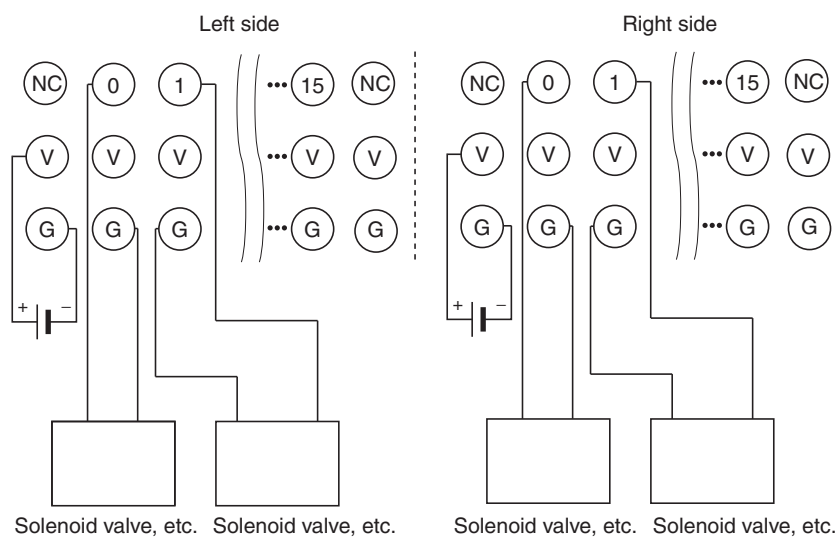 Left side Right side
NC 0 1 ••• 15 NC NC 0 1 ••• 15 NC
V V V ••• V V V V V ••• V V
G G G ••• G G G G G ••• G G
+ − + −
Solenoid valve, etc. Solenoid valve, etc. Solenoid valve, etc. Solenoid valve, etc.